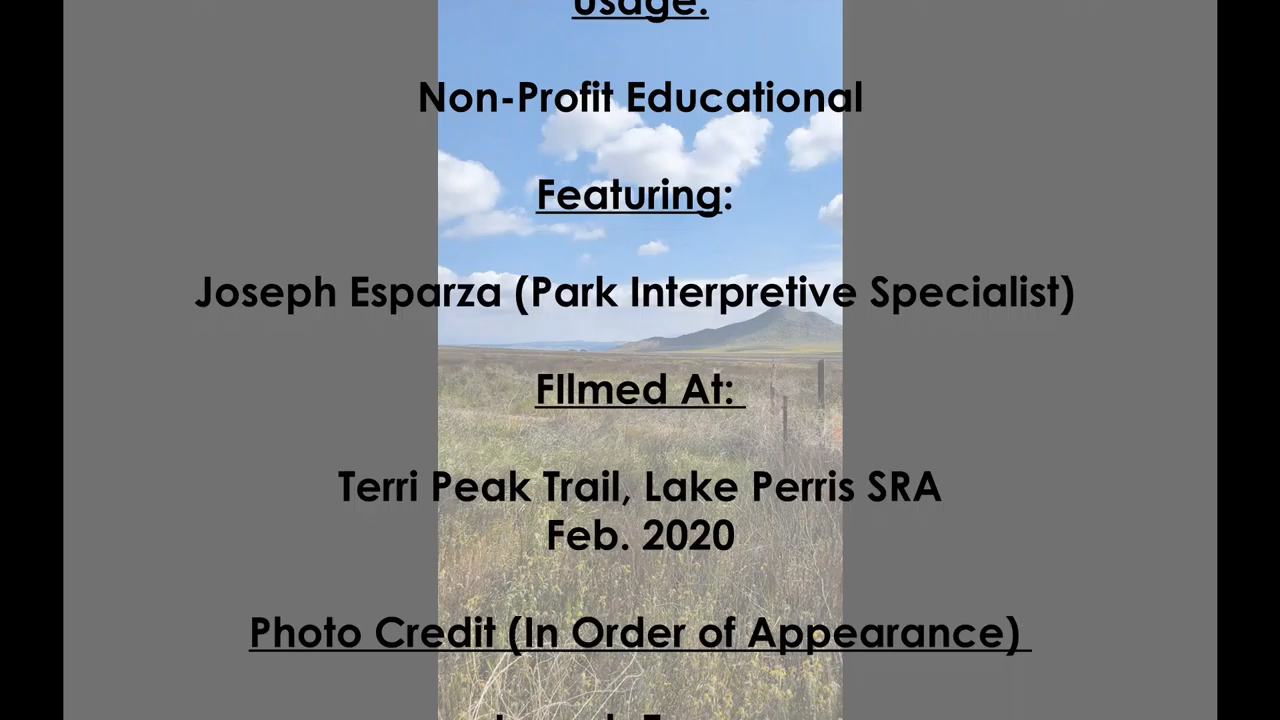 Usage:
Non-Profit Educational
Featuring:
Joseph Esparza (Park Interpretive Specialist)
FIlmed At:
Terri Peak Trail, Lake Perris SRA
Feb. 2020
Photo Credit (In Order of Appearance)